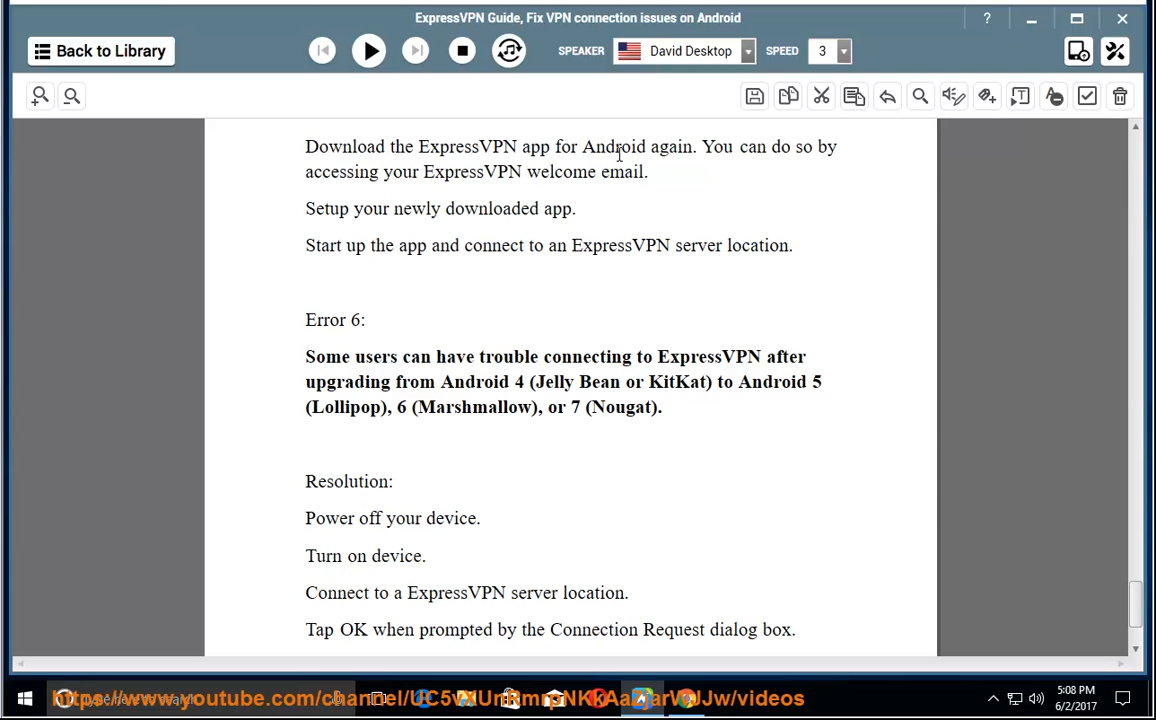 ExpressVPN Guide, Fix VPN connection issues on Android
Back to Library
SPEAKER
David Desktop
SPEED
3
Download the ExpressVPN app for Android again. You can do so by
accessing your ExpressVPN welcome email.
Setup your newly downloaded app.
Start up the app and connect to an ExpressVPN server location.
Error 6:
Some users can have trouble connecting to ExpressVPN after
upgrading from Android 4 (Jelly Bean or KitKat) to Android 5
(Lollipop), 6 (Marshmallow), or 7 (Nougat).
Resolution:
Power off your device.
Turn on device.
Connect to a ExpressVPN server location.
Tap OK when prompted by the Connection Request dialog box.
5:08 PM
6/2/2017